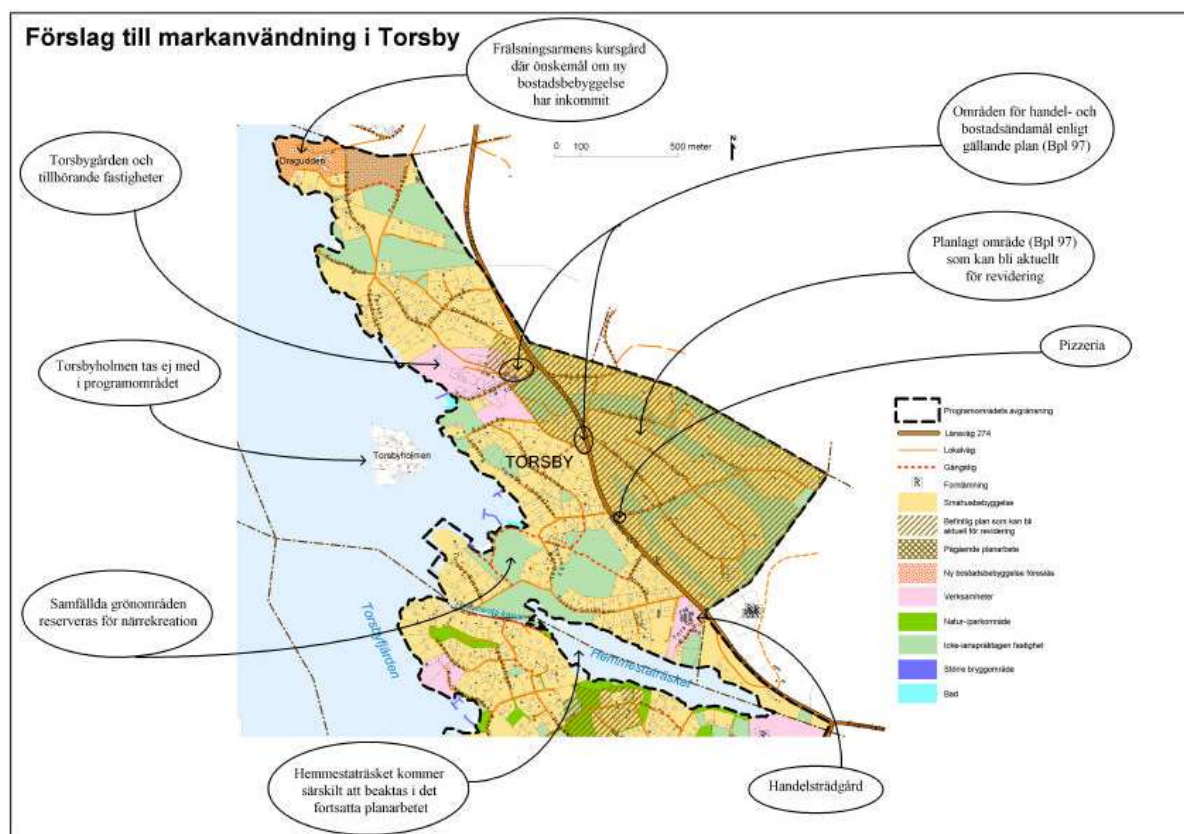 Förslag till markanvändning i Torsby
Frälsningsarmens kursgård
där önskemål om ny
bostadsbebyggelse
har inkommit
Områden för handel- och
bostadsändamål enligt
gällande plan (Bpl 97)
Torsbygården och
tillhörande fastigheter
0 100 500 meter
N
Dragudden
Planlagt område (Bpl 97)
som kan bli aktuellt
för revidering
Torsbyholmen tas ej med
i programområdet
Pizzeria
Torsbyholmen
TORSBY
Programområdets avgränsning
Länsväg 274
Lokalväg
Gångstig
R
Fornlämning
Småhusbebyggelse
Befintlig plan som kan bli
aktuell för revidering
Pågående planarbete
Ny bostadsbebyggelse föreslås
Verksamheter
Natur-/parkområde
Icke-ianspråktagen fastighet
Större bryggområde
Bad
Samfällda grönområden
reserveras för närrekreation
Torsbyfjärden
Hemmesta kanal
Hemmestaträsket
Hemmestaträsket kommer
särskilt att beaktas i det
fortsatta planarbetet
Handelsträdgård